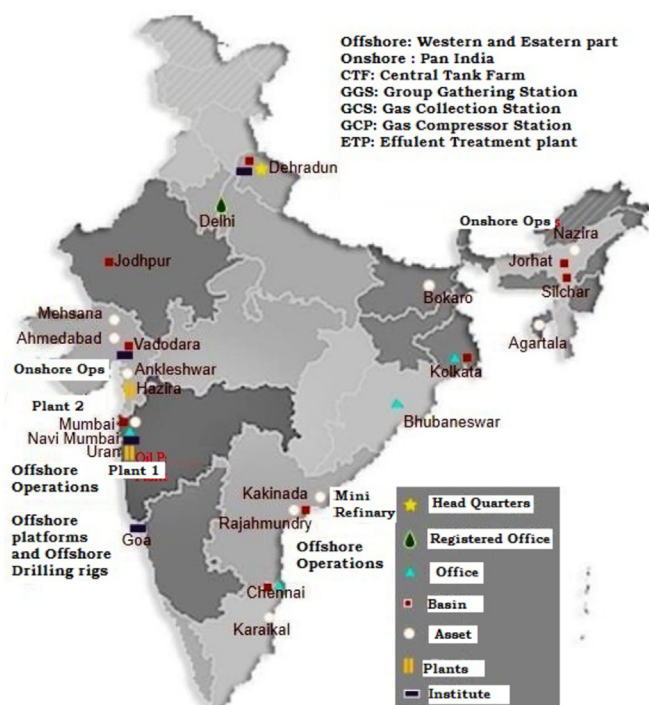 Offshore: Western and Esatern part
Onshore : Pan India
CTF: Central Tank Farm
GGS: Group Gathering Station
GCS: Gas Collection Station
GCP: Gas Compressor Station
ETP: Effulent Treatment plant
Dehradun
Delhi
Onshore Ops
Nazira
Jodhpur
Jorhat
Silchar
Bokaro
Mehsana
Agartala
Ahmedabad
Vadodara
Kolkata
Onshore Ops
Ankleshwar
Hazira
Bhubaneswar
Plant 2
Mumbai
Navi Mumbai
Uran
Plant 1
Offshore
Operations
Kakinada
Mini
Refinary
Rajahmundry
Offshore
platforms
and Offshore
Drilling rigs
Goa
Offshore
Operations
Chennai
Karaikal
Head Quarters
Registered Office
Office
Basin
Asset
Plants
Institute